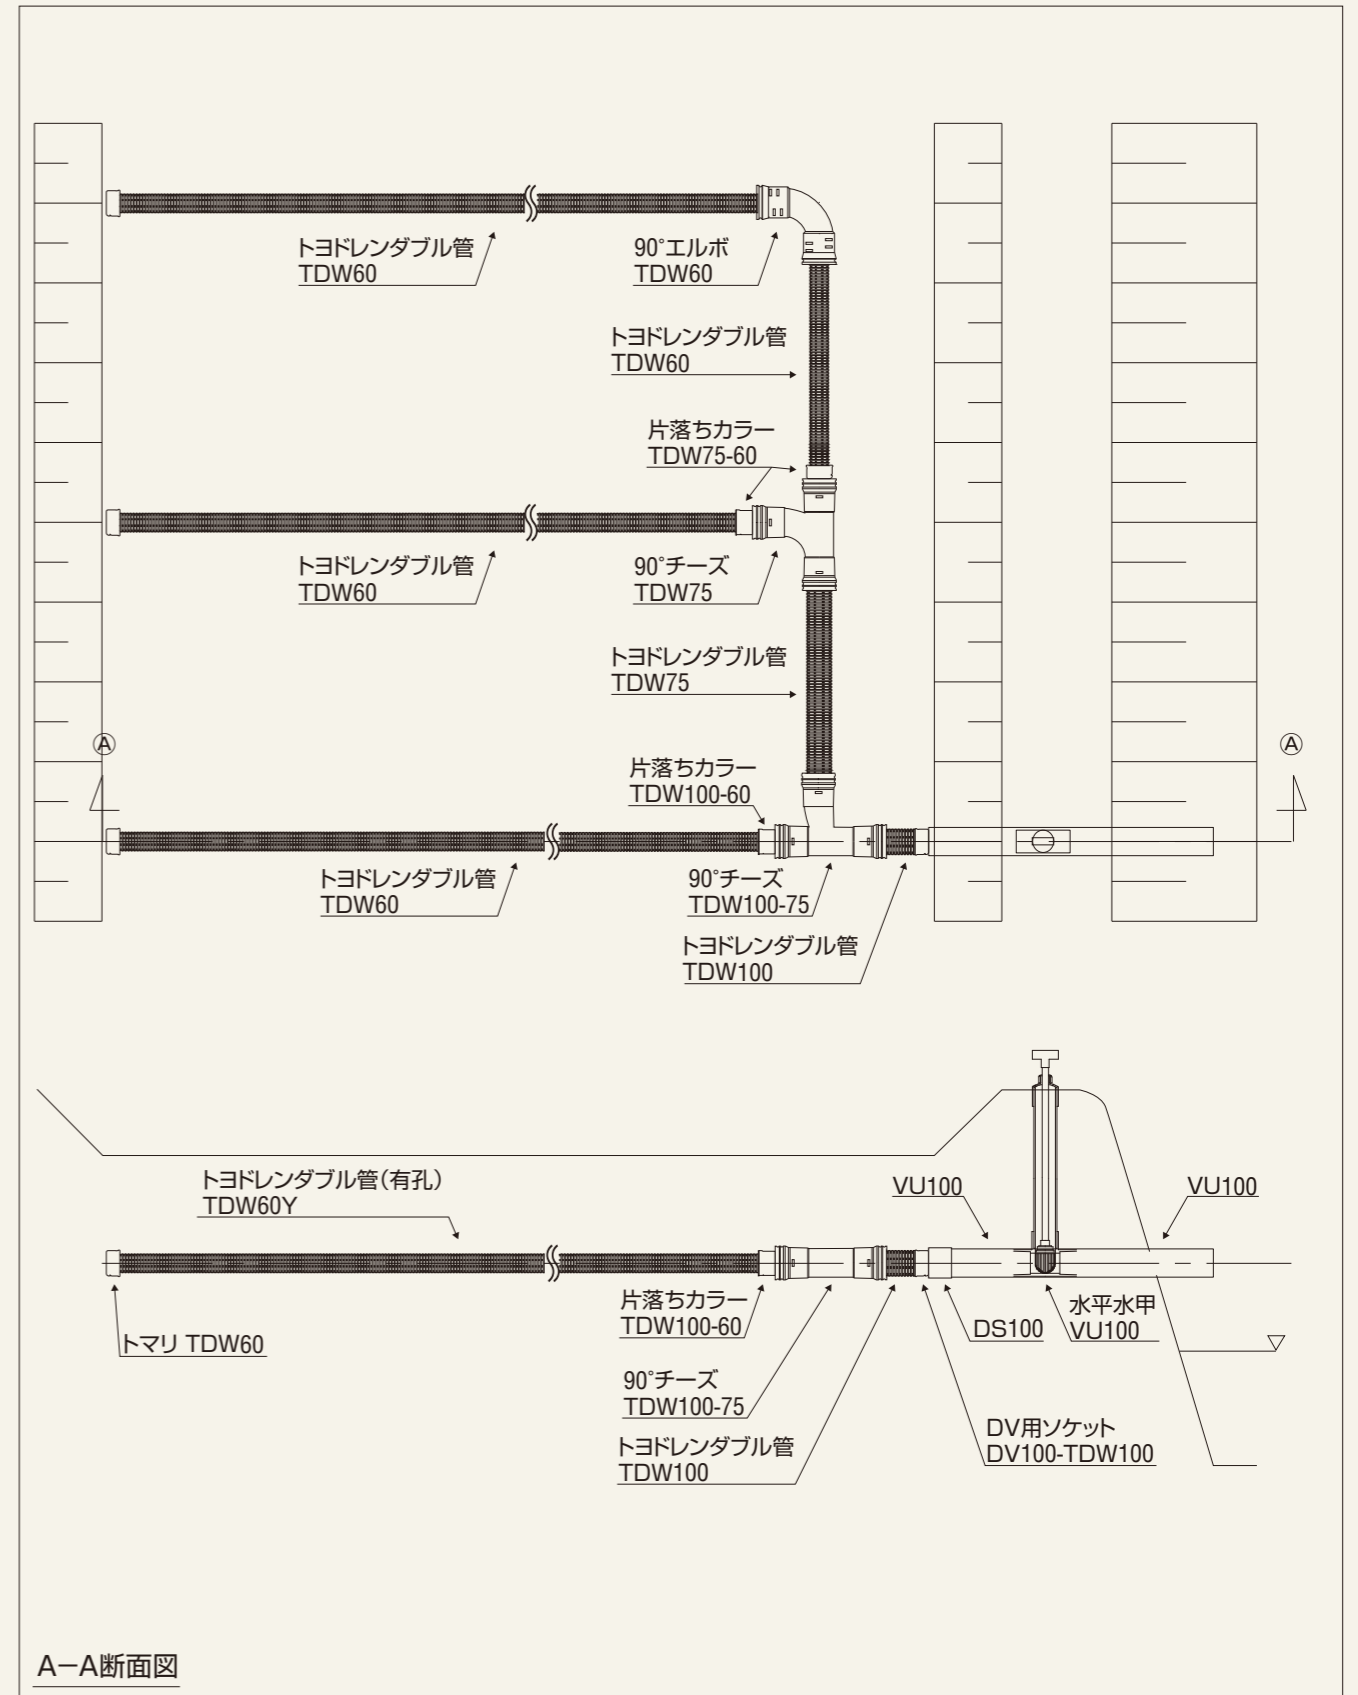 トヨドレンダブル管
TDW60
90°エルボ
TDW60
トヨドレンダブル管
TDW60
片落ちカラー
TDW75-60
トヨドレンダブル管
TDW60
90°チーズ
TDW75
トヨドレンダブル管
TDW75
Ⓐ
Ⓐ
片落ちカラー
TDW100-60
トヨドレンダブル管
TDW60
90°チーズ
TDW100-75
トヨドレンダブル管
TDW100
トヨドレンダブル管(有孔)
TDW60Y
VU100
VU100
トマリ TDW60
片落ちカラー
TDW100-60
DS100
水平水甲
VU100
90°チーズ
TDW100-75
トヨドレンダブル管
TDW100
DV用ソケット
DV100-TDW100
A−A断面図